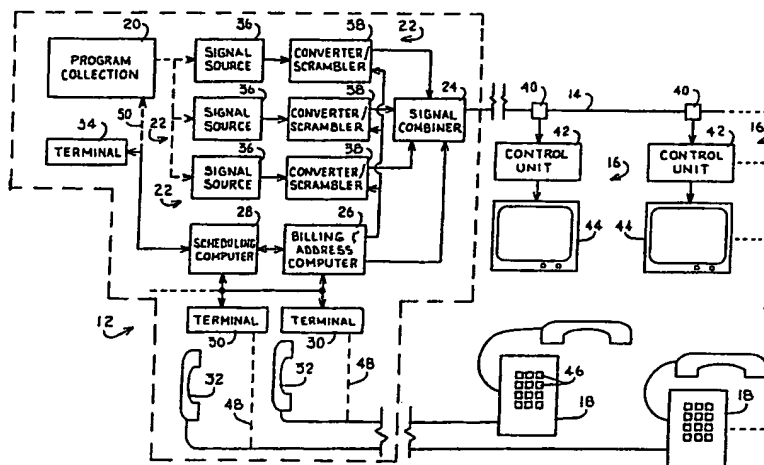 20
36
38
22
PROGRAM
COLLECTION
SIGNAL
SOURCE
CONVERTER/
SCRAMBLER
36
38
24
40
14
40
50
22
SIGNAL
SOURCE
CONVERTER/
SCRAMBLER
SIGNAL
COMBINER
34
36
38
42
16
42
16
TERMINAL
SIGNAL
SOURCE
CONVERTER/
SCRAMBLER
CONTROL
UNIT
CONTROL
UNIT
22
28
26
44
44
SCHEDULING
COMPUTER
BILLING &
ADDRESS
COMPUTER
12
TERMINAL
TERMINAL
30
30
32
32
48
48
46
18
18